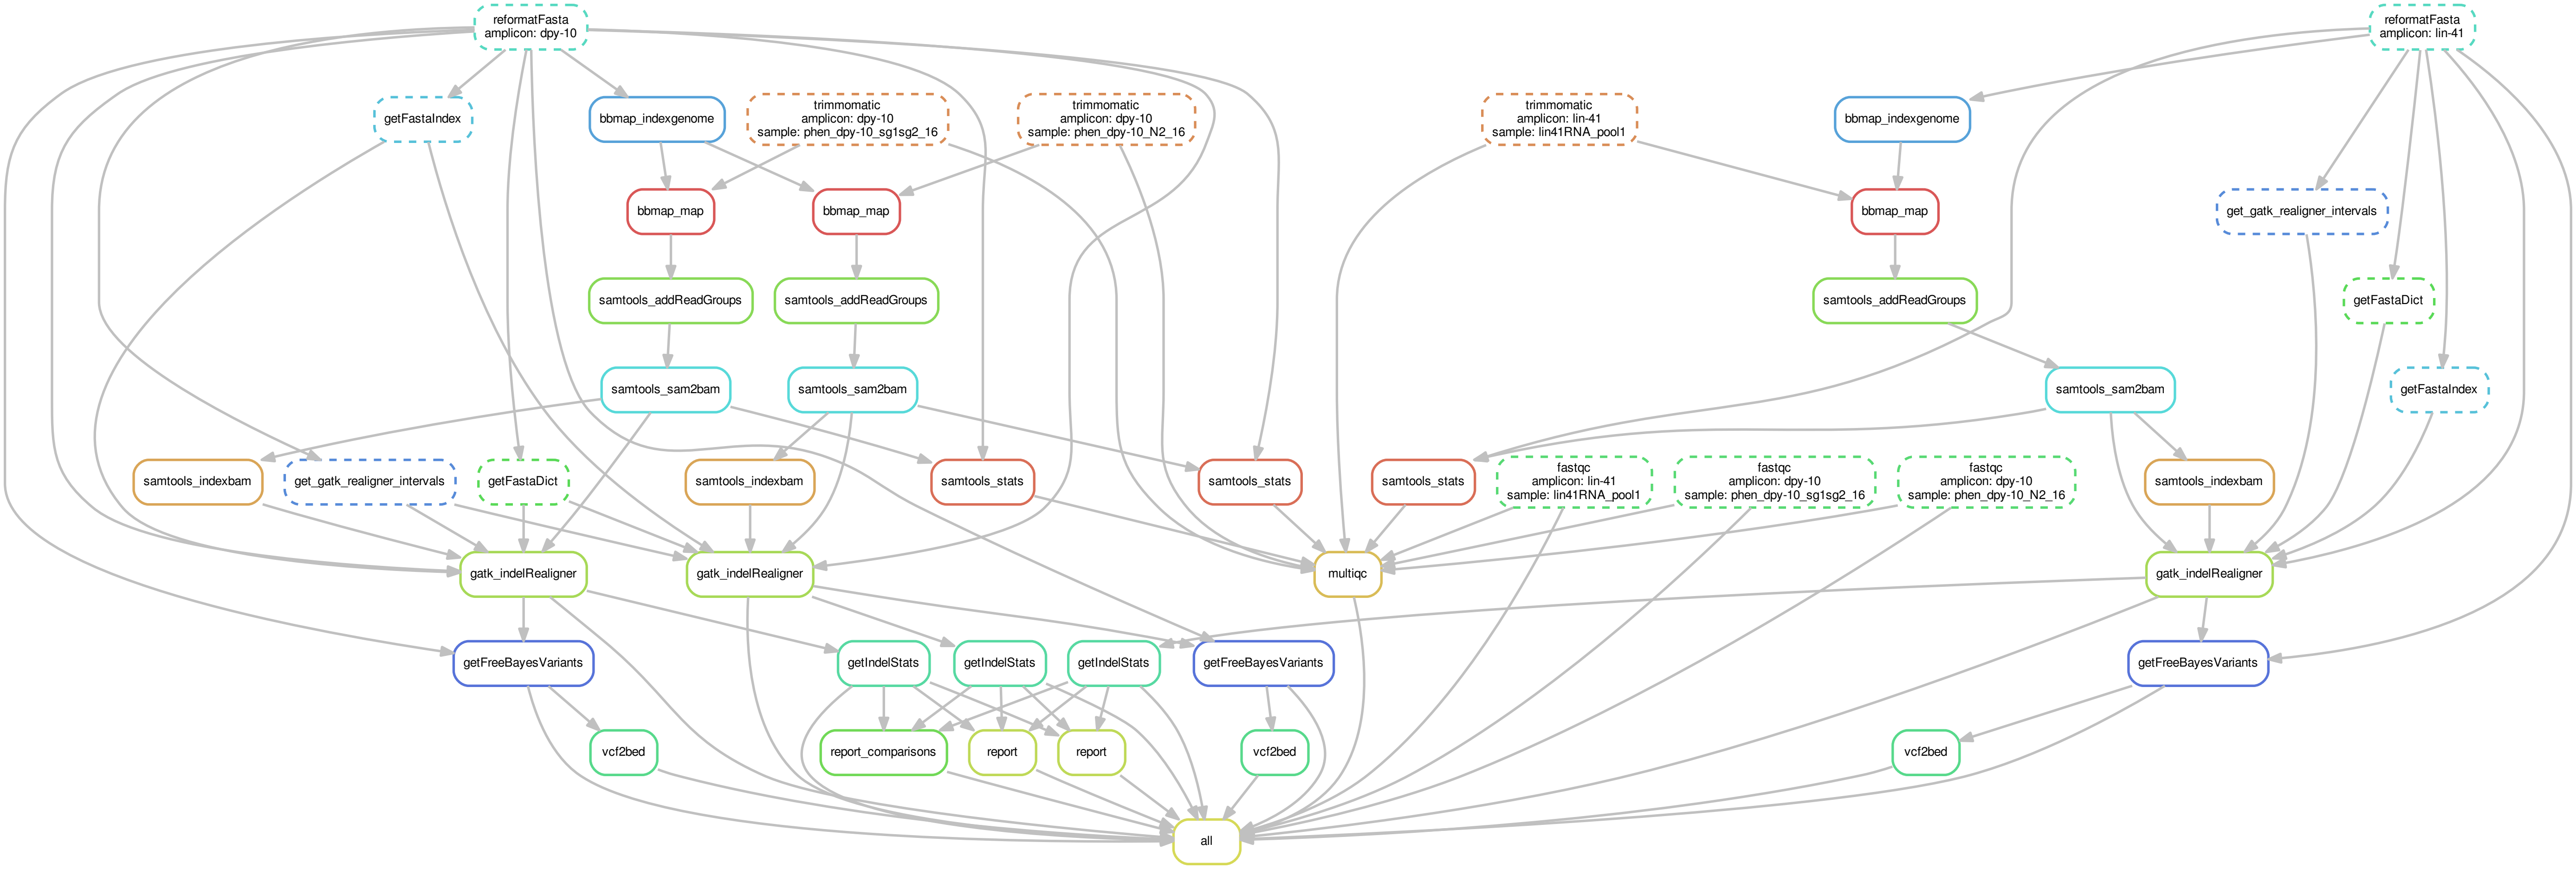 reformatFasta
amplicon: dpy-10
reformatFasta
amplicon: lin-41
getFastaIndex
bbmap_indexgenome
trimmomatic
amplicon: dpy-10
sample: phen_dpy-10_sg1sg2_16
trimmomatic
amplicon: dpy-10
sample: phen_dpy-10_N2_16
trimmomatic
amplicon: lin-41
sample: lin41RNA_pool1
bbmap_indexgenome
bbmap_map
bbmap_map
bbmap_map
get_gatk_realigner_intervals
samtools_addReadGroups
samtools_addReadGroups
samtools_addReadGroups
getFastaDict
samtools_sam2bam
samtools_sam2bam
samtools_sam2bam
getFastaIndex
samtools_indexbam
get_gatk_realigner_intervals
getFastaDict
samtools_indexbam
samtools_stats
samtools_stats
samtools_stats
fastqc
amplicon: lin-41
sample: lin41RNA_pool1
fastqc
amplicon: dpy-10
sample: phen_dpy-10_sg1sg2_16
fastqc
amplicon: dpy-10
sample: phen_dpy-10_N2_16
samtools_indexbam
gatk_indelRealigner
gatk_indelRealigner
multiqc
gatk_indelRealigner
getFreeBayesVariants
getIndelStats
getIndelStats
getIndelStats
getFreeBayesVariants
getFreeBayesVariants
vcf2bed
report_comparisons
report
report
vcf2bed
vcf2bed
all